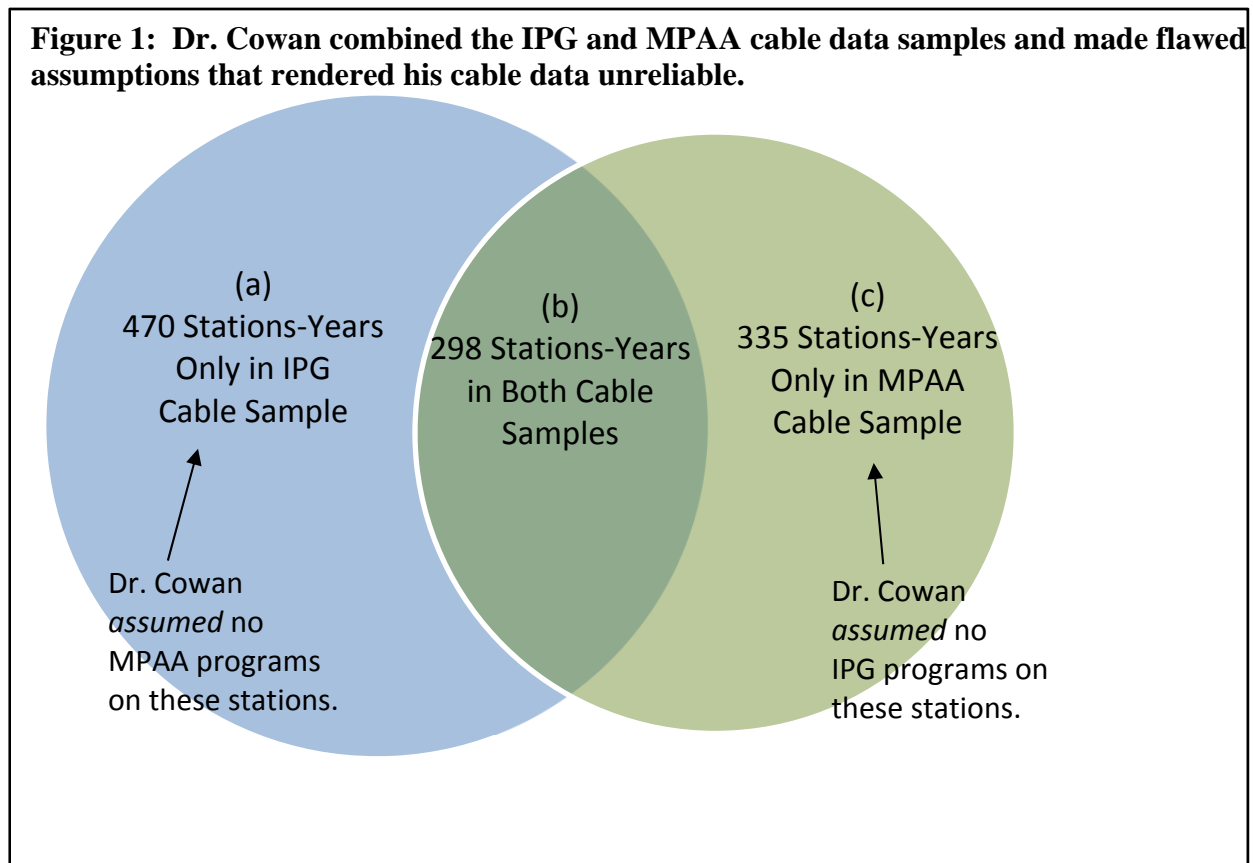 Figure 1:  Dr. Cowan combined the IPG and MPAA cable data samples and made flawed
assumptions that rendered his cable data unreliable.
(a)
470 Stations-Years
Only in IPG
Cable Sample
(b)
298 Stations-Years
in Both Cable
Samples
(c)
335 Stations-Years
Only in MPAA
Cable Sample
Dr. Cowan
assumed no
MPAA programs
on these stations.
Dr. Cowan
assumed no
IPG programs on
these stations.